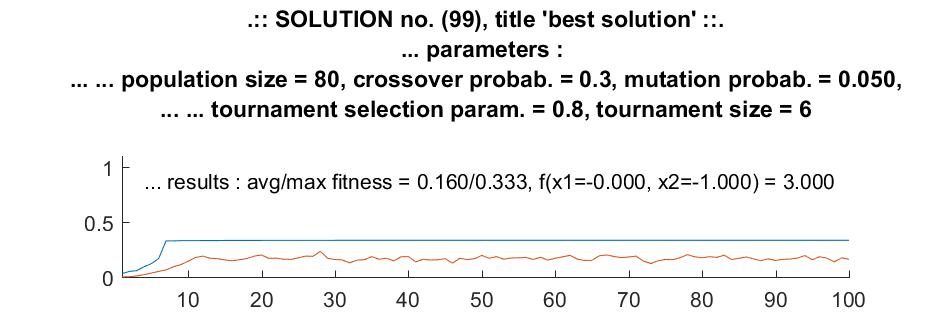 .:: SOLUTION no. (99), title 'best solution' ::.
... parameters :
... ... population size = 80, crossover probab. = 0.3, mutation probab. = 0.050,
... ... tournament selection param. = 0.8, tournament size = 6
1
... results : avg/max fitness = 0.160/0.333, f(x1=-0.000, x2=-1.000) = 3.000
0.5
0
10 20 30 40 50 60 70 80 90 100